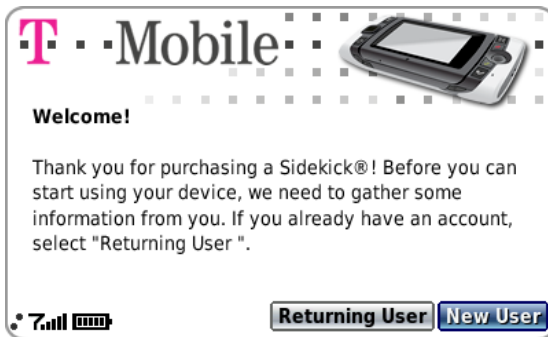 T-Mobile
Welcome!
Thank you for purchasing a Sidekick®! Before you can
start using your device, we need to gather some
information from you. If you already have an account,
select "Returning User ".
Returning User New User